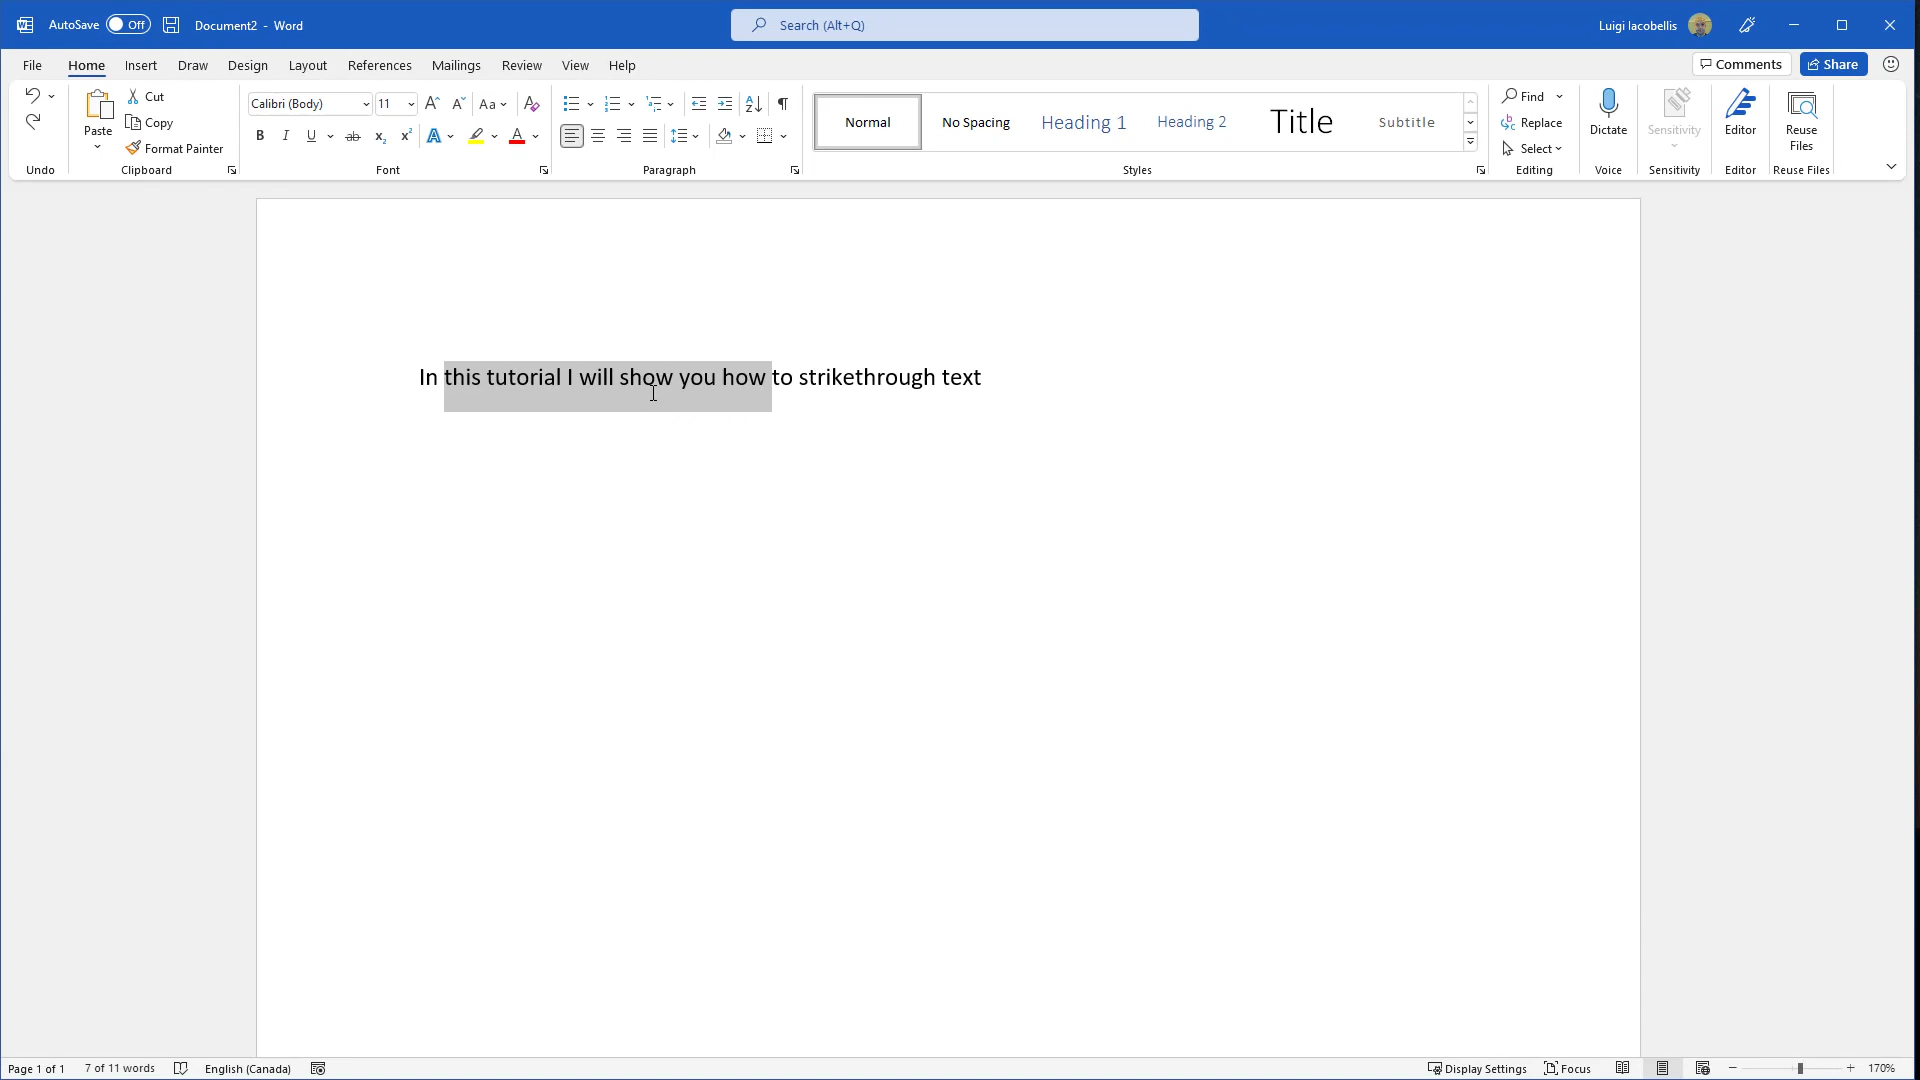 AutoSave Off Document2 - Word Search (Alt+Q) Luigi Iacobellis
File Home Insert Draw Design Layout References Mailings Review View Help Comments Share
Paste
Cut
Copy
Format Painter
Calibri (Body) 11 Aa
B I U ab x₂ x² A A
Normal No Spacing Heading 1 Heading 2 Title Subtitle
Find
Replace
Select
Dictate
Sensitivity
Editor
Reuse
Files
Undo Clipboard Font Paragraph Styles Editing Voice Sensitivity Editor Reuse Files
In this tutorial I will show you how to strikethrough text
Page 1 of 1 7 of 11 words English (Canada) Display Settings Focus 170%